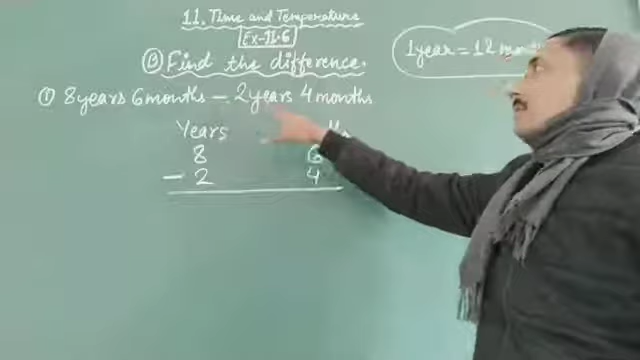 11. Time and Temperature
Ex-11.6
B Find the difference.
1 year = 12
① 8 years 6 months - 2 years 4 months
Years
8 6
- 2 4